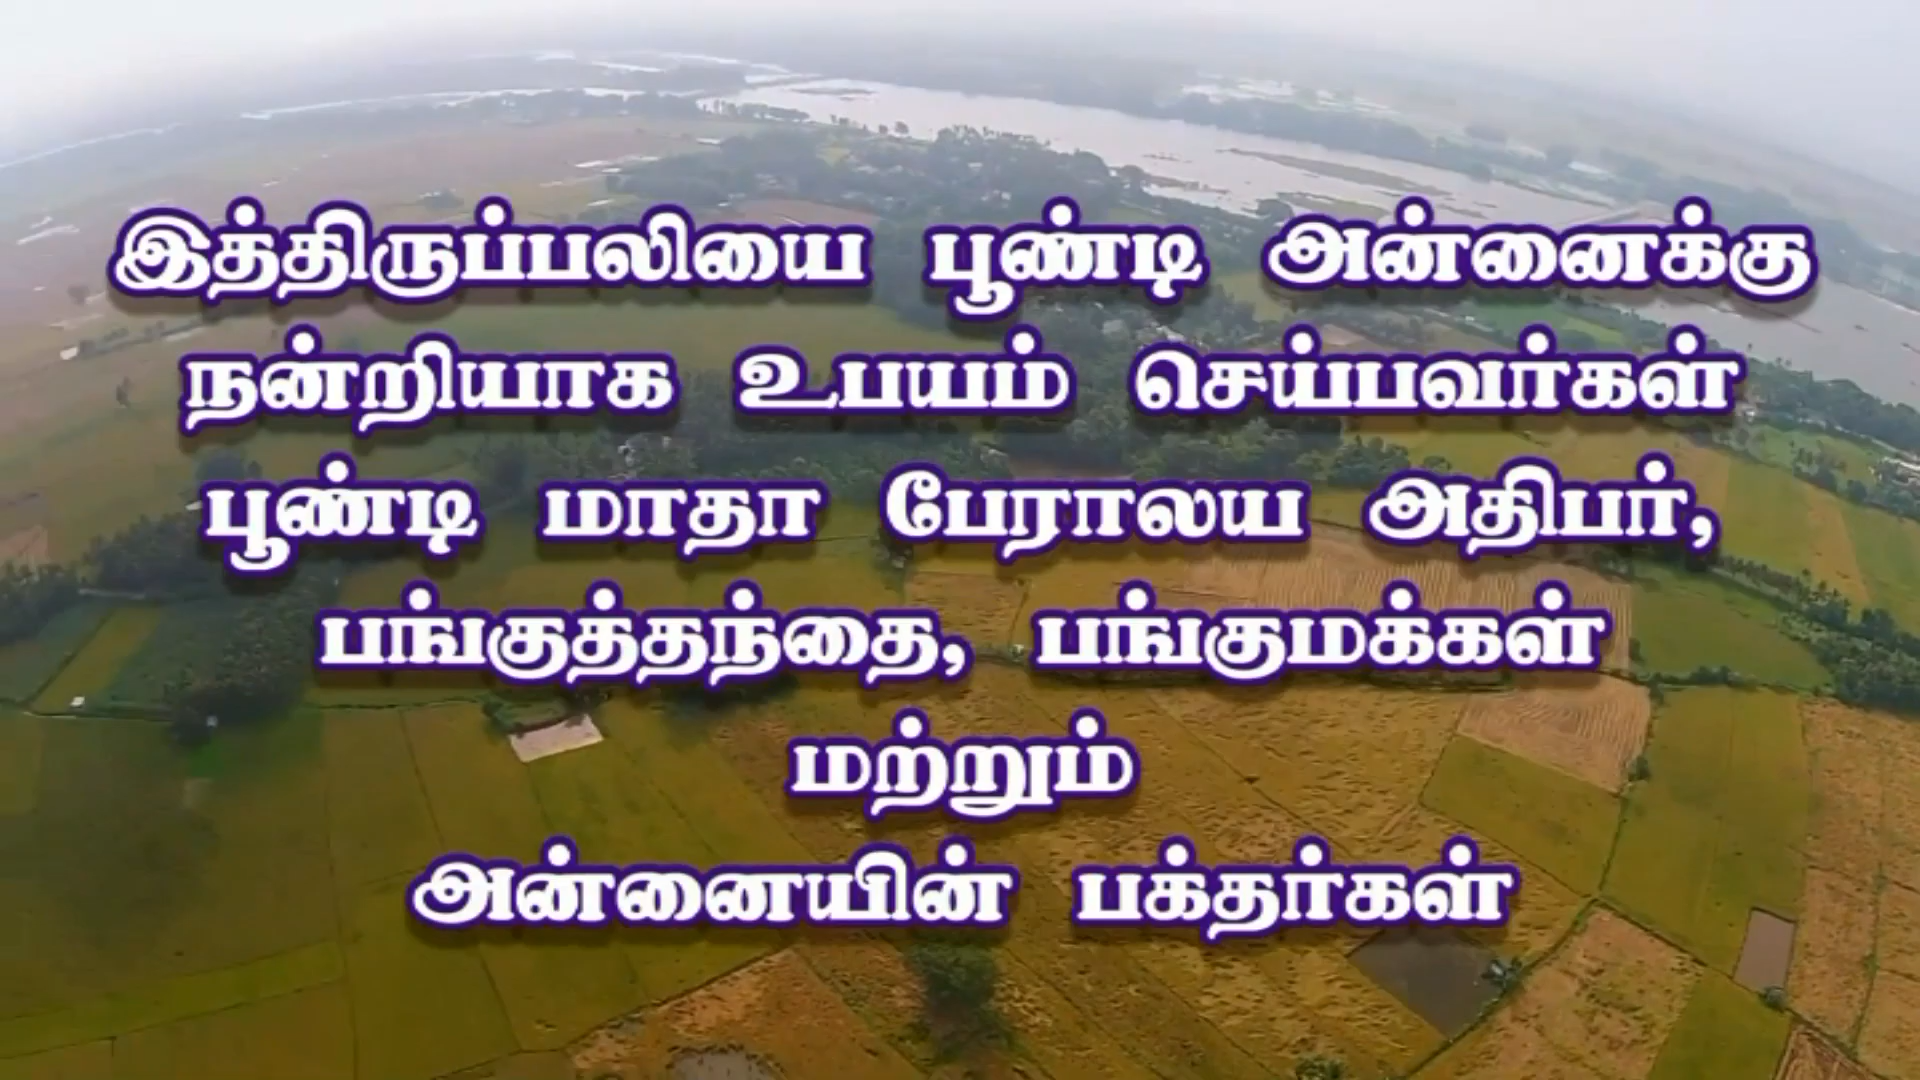 இத்திருப்பலியை பூண்டி அன்னைக்கு
நன்றியாக உபயம் செய்பவர்கள்
பூண்டி மாதா பேராலய அதிபர்,
பங்குத்தந்தை, பங்குமக்கள்
மற்றும்
அன்னையின் பக்தர்கள்